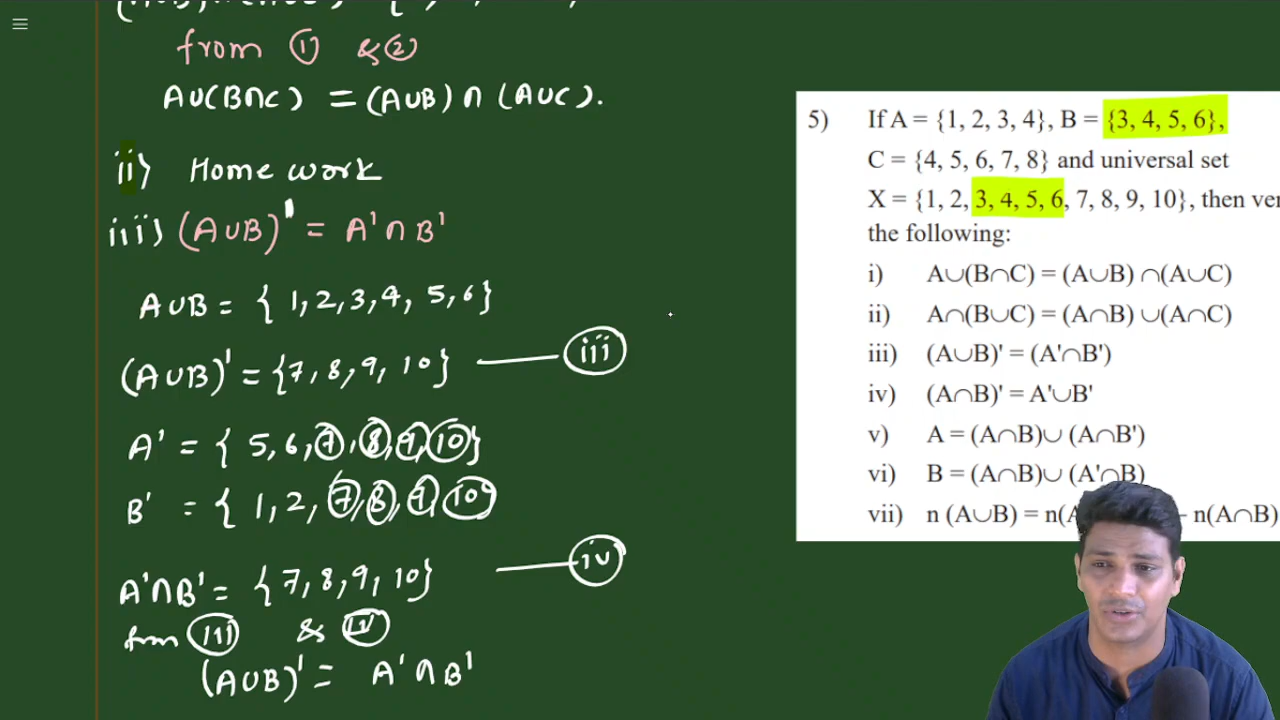 from ① & ②
A∪(B∩C) = (A∪B) ∩ (A∪C).
ii) Home work
iii) (A∪B)' = A'∩B'
A∪B = { 1, 2, 3, 4, 5, 6}
(A∪B)' = {7, 8, 9, 10} —— iii
A' = { 5, 6, 7, 8, 9, 10}
B' = { 1, 2, 7, 8, 9, 10
A'∩B' = {7, 8, 9, 10} —— iv
from iii & iv
(A∪B)' = A'∩B'
5) If A = {1, 2, 3, 4}, B = {3, 4, 5, 6},
C = {4, 5, 6, 7, 8} and universal set
X = {1, 2, 3, 4, 5, 6, 7, 8, 9, 10}, then ver
the following:
i) A∪(B∩C) = (A∪B) ∩(A∪C)
ii) A∩(B∪C) = (A∩B) ∪(A∩C)
iii) (A∪B)' = (A'∩B')
iv) (A∩B)' = A'∪B'
v) A = (A∩B)∪ (A∩B')
vi) B = (A∩B)∪ (A'∩B)
vii) n (A∪B) = n(A - n(A∩B)